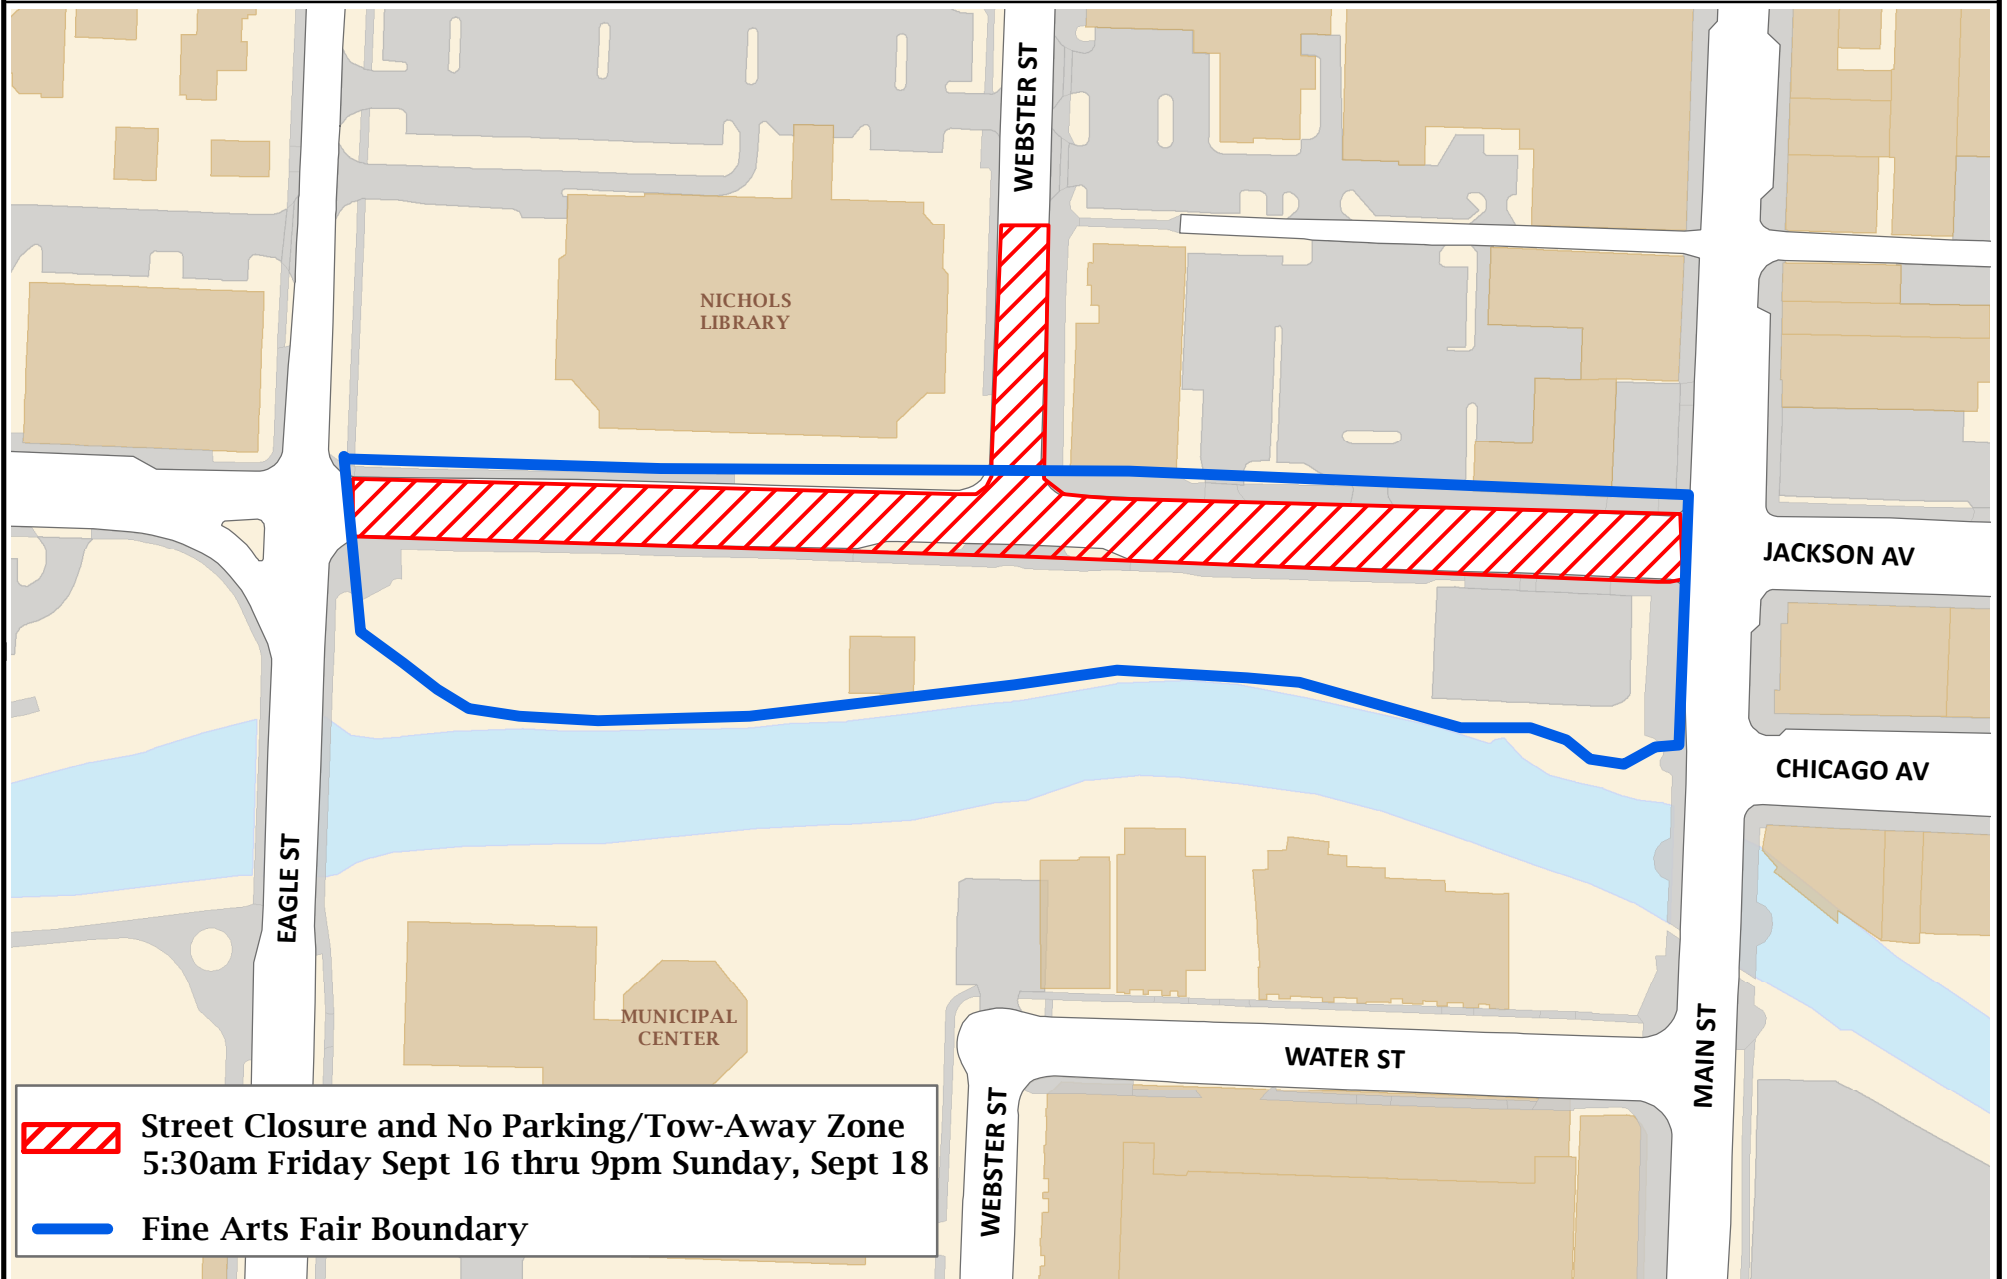 WEBSTER ST
NICHOLS
LIBRARY
JACKSON AV
CHICAGO AV
EAGLE ST
MUNICIPAL
CENTER
WATER ST
MAIN ST
WEBSTER ST
Street Closure and No Parking/Tow-Away Zone
5:30am Friday Sept 16 thru 9pm Sunday, Sept 18
Fine Arts Fair Boundary